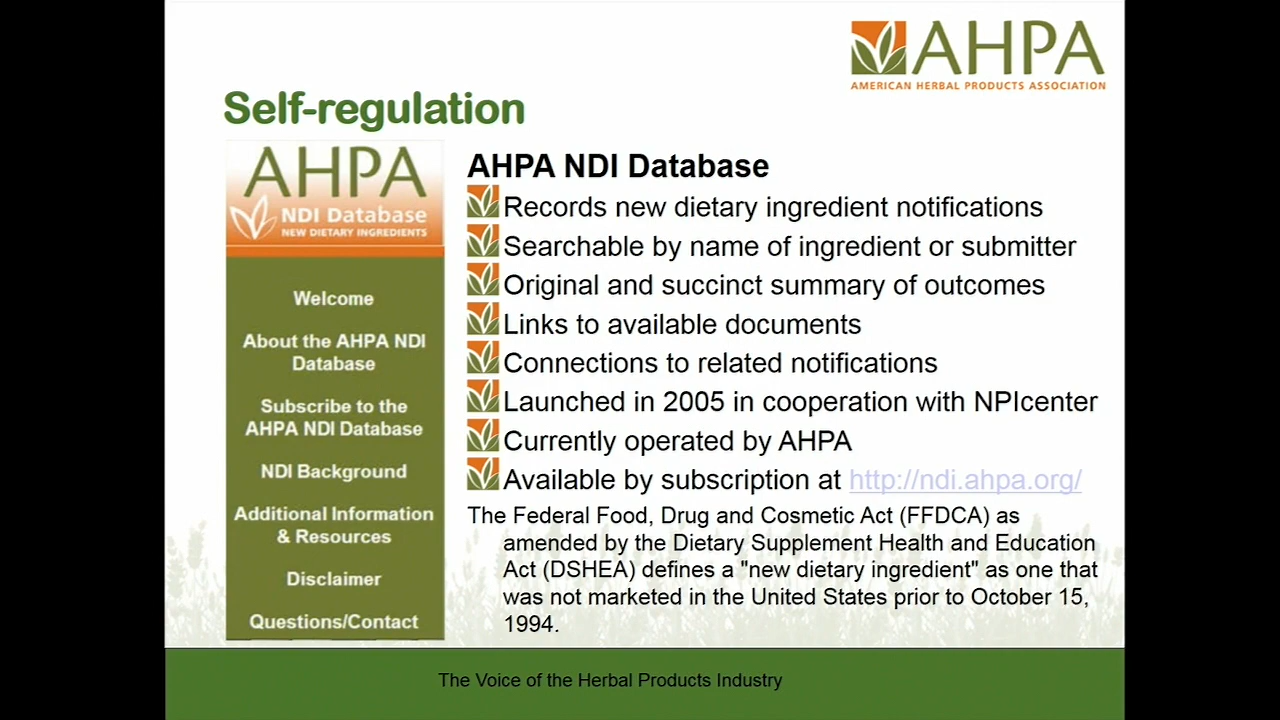 AHPA
AMERICAN HERBAL PRODUCTS ASSOCIATION
Self-regulation
AHPA
NDI Database
NEW DIETARY INGREDIENTS
Welcome
About the AHPA NDI
Database
Subscribe to the
AHPA NDI Database
NDI Background
Additional Information
& Resources
Disclaimer
Questions/Contact
AHPA NDI Database
Records new dietary ingredient notifications
Searchable by name of ingredient or submitter
Original and succinct summary of outcomes
Links to available documents
Connections to related notifications
Launched in 2005 in cooperation with NPIcenter
Currently operated by AHPA
Available by subscription at http://ndi.ahpa.org/
The Federal Food, Drug and Cosmetic Act (FFDCA) as
amended by the Dietary Supplement Health and Education
Act (DSHEA) defines a "new dietary ingredient" as one that
was not marketed in the United States prior to October 15,
1994.
The Voice of the Herbal Products Industry